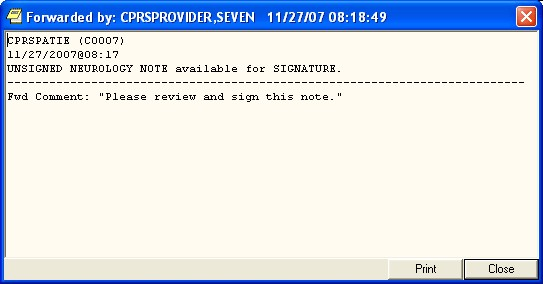 Forwarded by: CPRSPROVIDER,SEVEN 11/27/07 08:18:49
CPRSPATIE (C0007)
11/27/2007@08:17
UNSIGNED NEUROLOGY NOTE available for SIGNATURE.
--------------------------------------------------------------------------
Fwd Comment: "Please review and sign this note."
Print Close